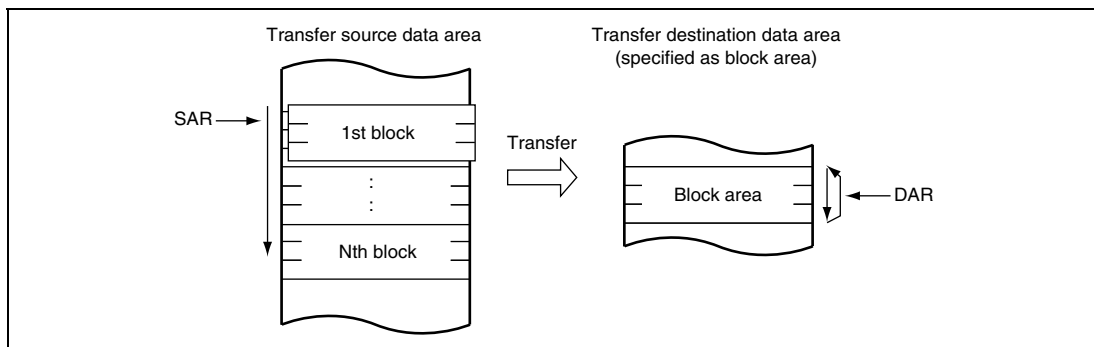 Transfer source data area
Transfer destination data area
(specified as block area)
SAR
1st block
Transfer
:
:
Block area
DAR
Nth block